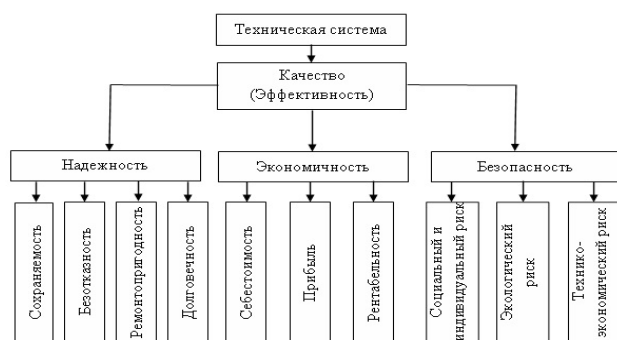 Техническая система
Качество
(Эффективность)
Надежность
Экономичность
Безопасность
Сохраняемость
Безотказность
Ремонтопригодность
Долговечность
Себестоимость
Прибыль
Рентабельность
Социальный и
индивидуальный риск
Экологический
риск
Технико-
экономический риск